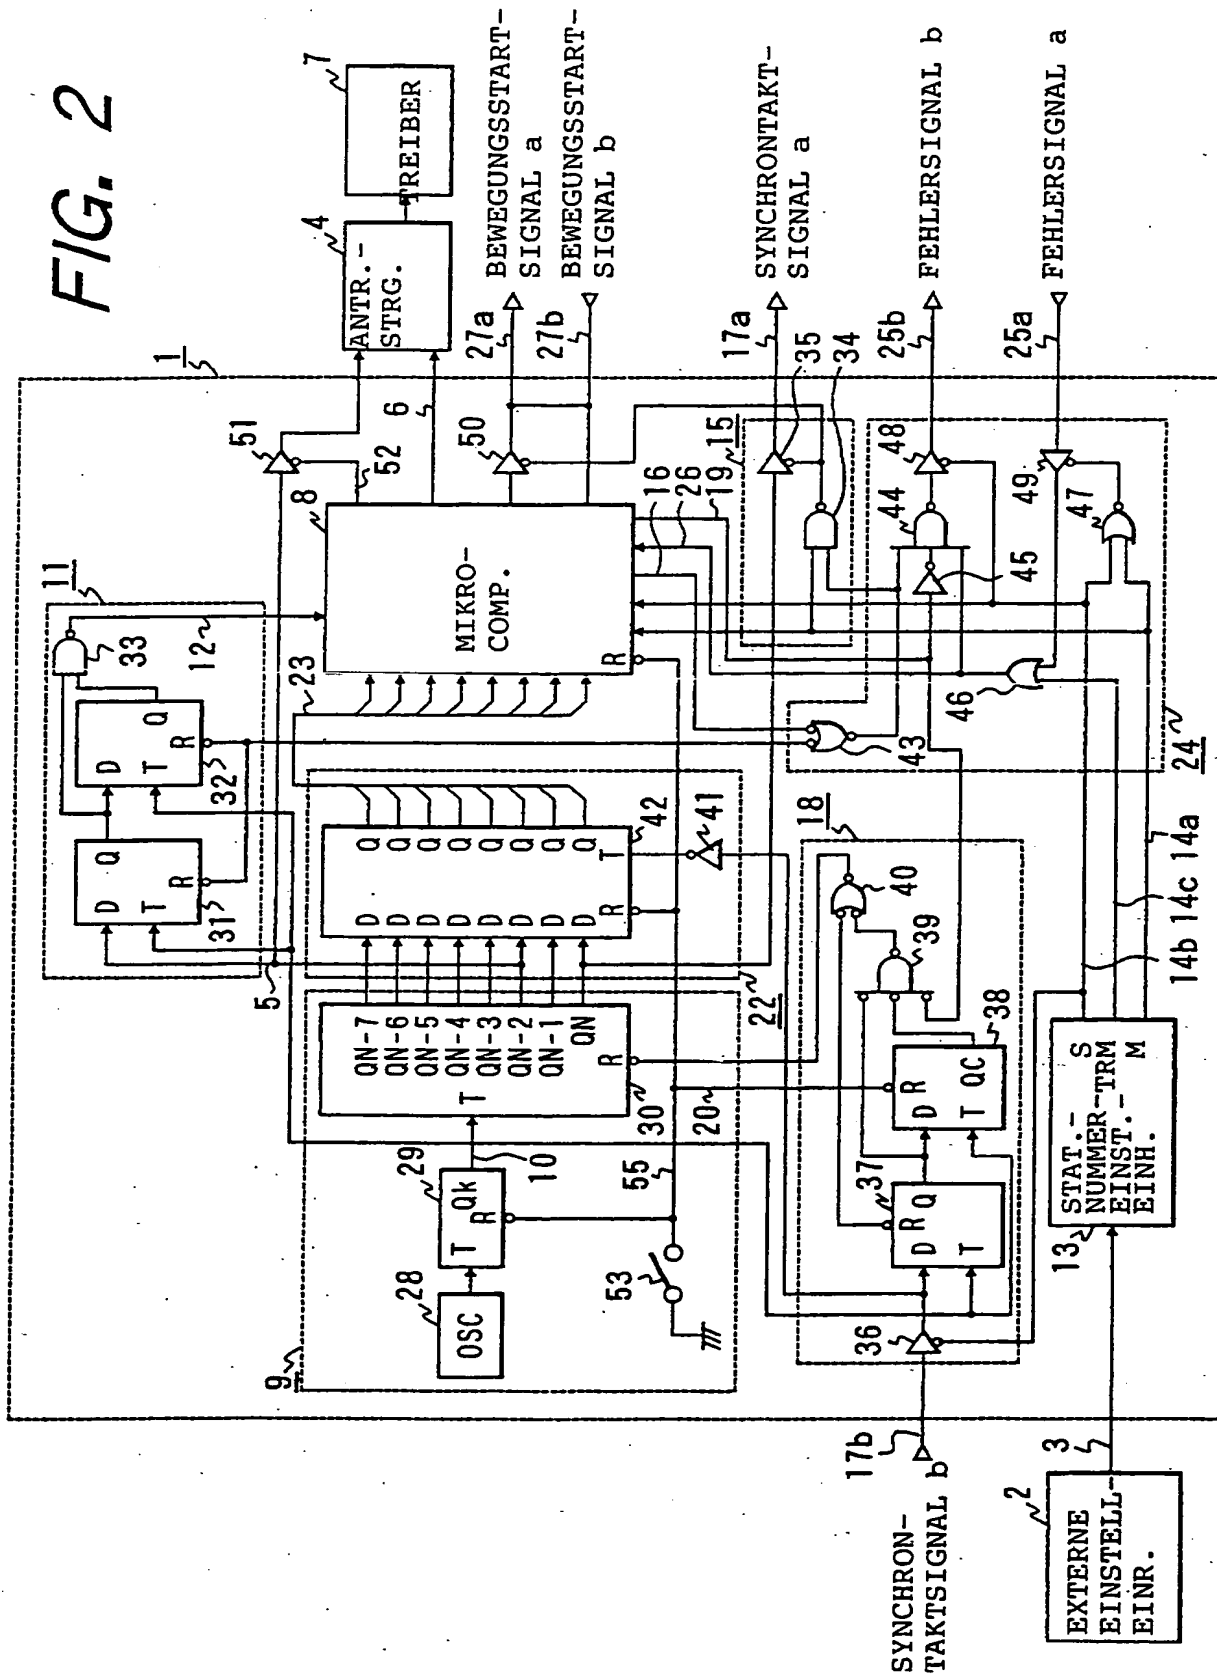 FIG. 2
1
7
TREIBER
4
ANTR.-
STRG.
BEWEGUNGSSTART-
SIGNAL a
27a
BEWEGUNGSSTART-
SIGNAL b
27b
SYNCHRONTAKT-
SIGNAL a
17a
FEHLERSIGNAL b
25b
FEHLERSIGNAL a
25a
51
52
6
50
8
MIKRO-
COMP.
R
16
26
19
15
35
34
48
44
45
49
47
46
43
24
11
12
33
D
T
Q
R
32
D
T
Q
R
31
5
23
D Q
D Q
D Q
D Q
D Q
D Q
D Q
D Q
R
T
42
41
22
QN-7
QN-6
QN-5
QN-4
QN-3
QN-2
QN-1
QN
T
R
30
20
10
55
29
T
Qk
R
28
OSC
53
9
18
40
39
38
D R
T QC
37
D R Q
T
36
17b
SYNCHRON-
TAKTSIGNAL b
14b
14c
14a
STAT.-
NUMMER-
EINST.-
EINH.
S
TRM
M
13
3
2
EXTERNE
EINSTELL-
EINR.